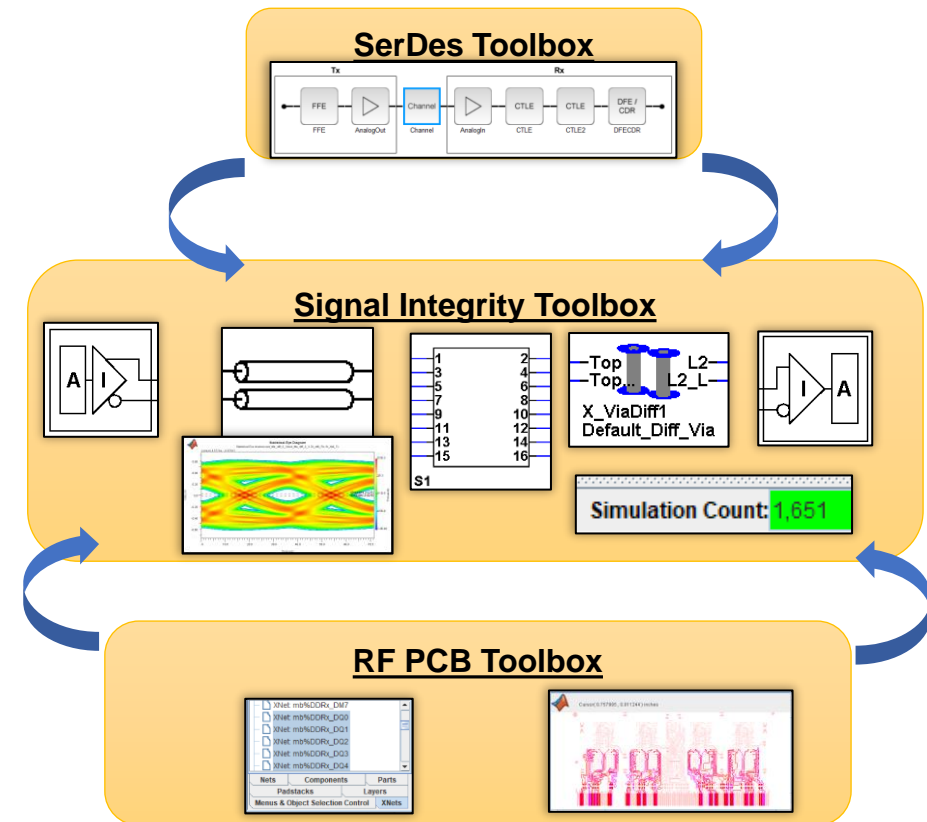 SerDes Toolbox
Tx Rx
FFE Channel CTLE CTLE DFE /
CDR
FFE AnalogOut Channel AnalogIn CTLE CTLE2 DFECDR
Signal Integrity Toolbox
A I
1 2
3 4
5 6
7 8
9 10
11 12
13 14
15 16
S1
Top L2
Top... L2_L
X_ViaDiff1
Default_Diff_Via
I A
Statistical Eye Diagram
Simulation Count: 1,651
RF PCB Toolbox
XNet: mb%DDRx_DM7
XNet: mb%DDRx_DQ0
XNet: mb%DDRx_DQ1
XNet: mb%DDRx_DQ2
XNet: mb%DDRx_DQ3
XNet: mb%DDRx_DQ4
Nets Components Parts
Padstacks Layers
Menus & Object Selection Control XNets